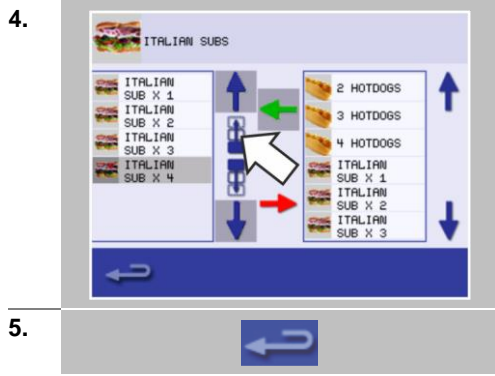 4.
ITALIAN SUBS
ITALIAN
SUB X 1
ITALIAN
SUB X 2
ITALIAN
SUB X 3
ITALIAN
SUB X 4
2 HOTDOGS
3 HOTDOGS
4 HOTDOGS
ITALIAN
SUB X 1
ITALIAN
SUB X 2
ITALIAN
SUB X 3
5.